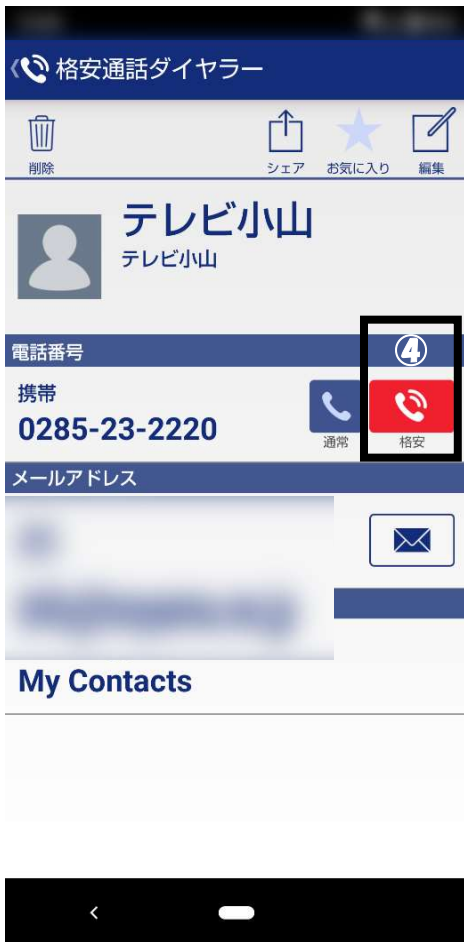 格安通話ダイヤラー
削除
シェア
お気に入り
編集
テレビ小山
テレビ小山
電話番号
④
携帯
0285-23-2220
通常
格安
メールアドレス
My Contacts